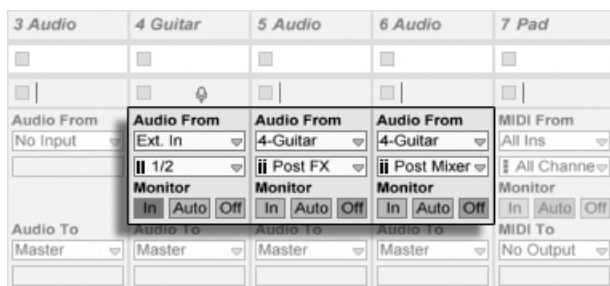 3 Audio 4 Guitar 5 Audio 6 Audio 7 Pad
Audio From Audio From Audio From Audio From MIDI From
No Input Ext. In 4-Guitar 4-Guitar All Ins
1/2 Post FX Post Mixer All Channe
Monitor Monitor Monitor Monitor
In Auto Off In Auto Off In Auto Off In Auto Off
Audio To Audio To Audio To Audio To MIDI To
Master Master Master Master No Output